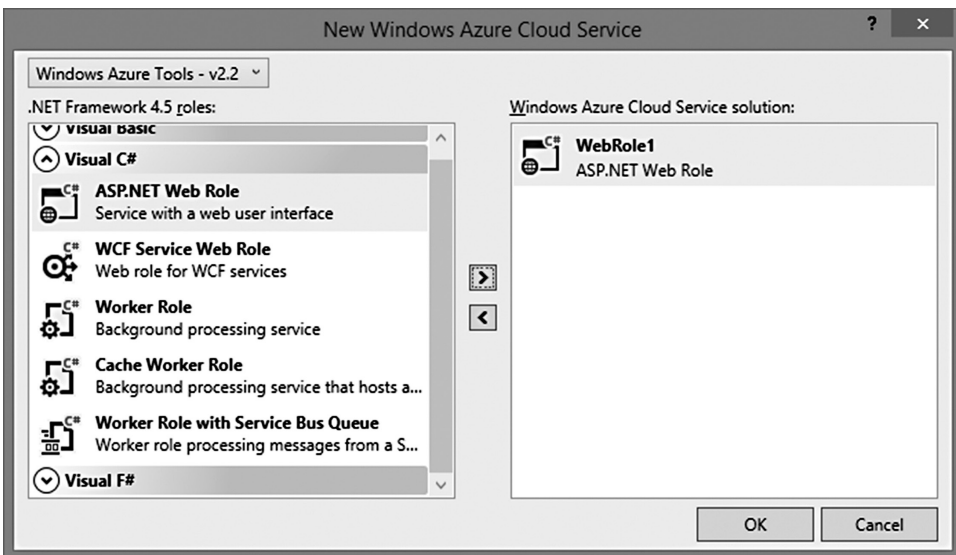 New Windows Azure Cloud Service
? ×
Windows Azure Tools - v2.2
.NET Framework 4.5 roles:
Visual Basic
Visual C#
C#
ASP.NET Web Role
Service with a web user interface
C#
WCF Service Web Role
Web role for WCF services
C#
Worker Role
Background processing service
C#
Cache Worker Role
Background processing service that hosts a...
C#
Worker Role with Service Bus Queue
Worker role processing messages from a S...
Visual F#
>
<
Windows Azure Cloud Service solution:
C#
WebRole1
ASP.NET Web Role
OK
Cancel